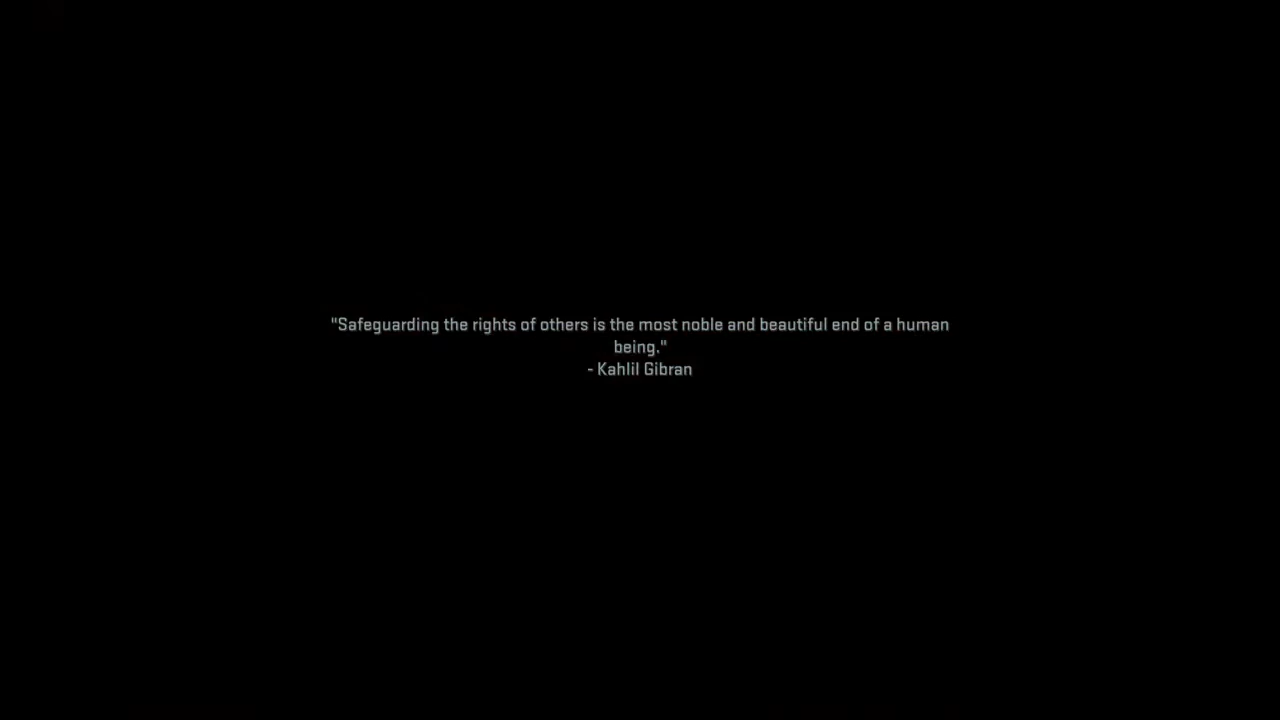 "Safeguarding the rights of others is the most noble and beautiful end of a human
being."
- Kahlil Gibran